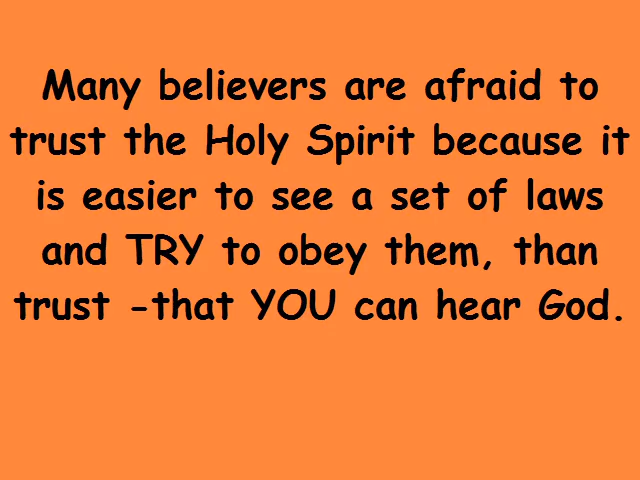 Many believers are afraid to
trust the Holy Spirit because it
is easier to see a set of laws
and TRY to obey them, than
trust -that YOU can hear God.